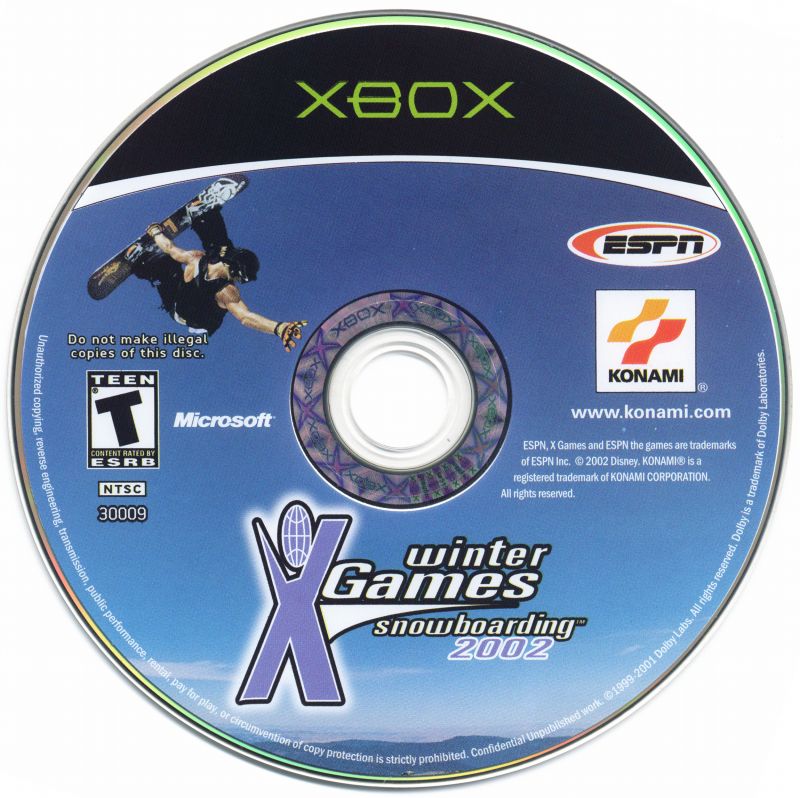 XBOX
ESPN
XBOX
Do not make illegal
copies of this disc.
TEEN
T
CONTENT RATED BY
ESRB
Microsoft®
NTSC
30009
KONAMI®
www.konami.com
ESPN, X Games and ESPN the games are trademarks
of ESPN Inc. © 2002 Disney. KONAMI® is a
registered trademark of KONAMI CORPORATION.
All rights reserved.
winter
X Games
snowboarding™
2002
Unauthorized copying, reverse engineering, transmission, public performance, rental, pay for play, or circumvention of copy protection is strictly prohibited. Confidential Unpublished work. ©1999-2001 Dolby Labs. All rights reserved. Dolby is a trademark of Dolby Laboratories.